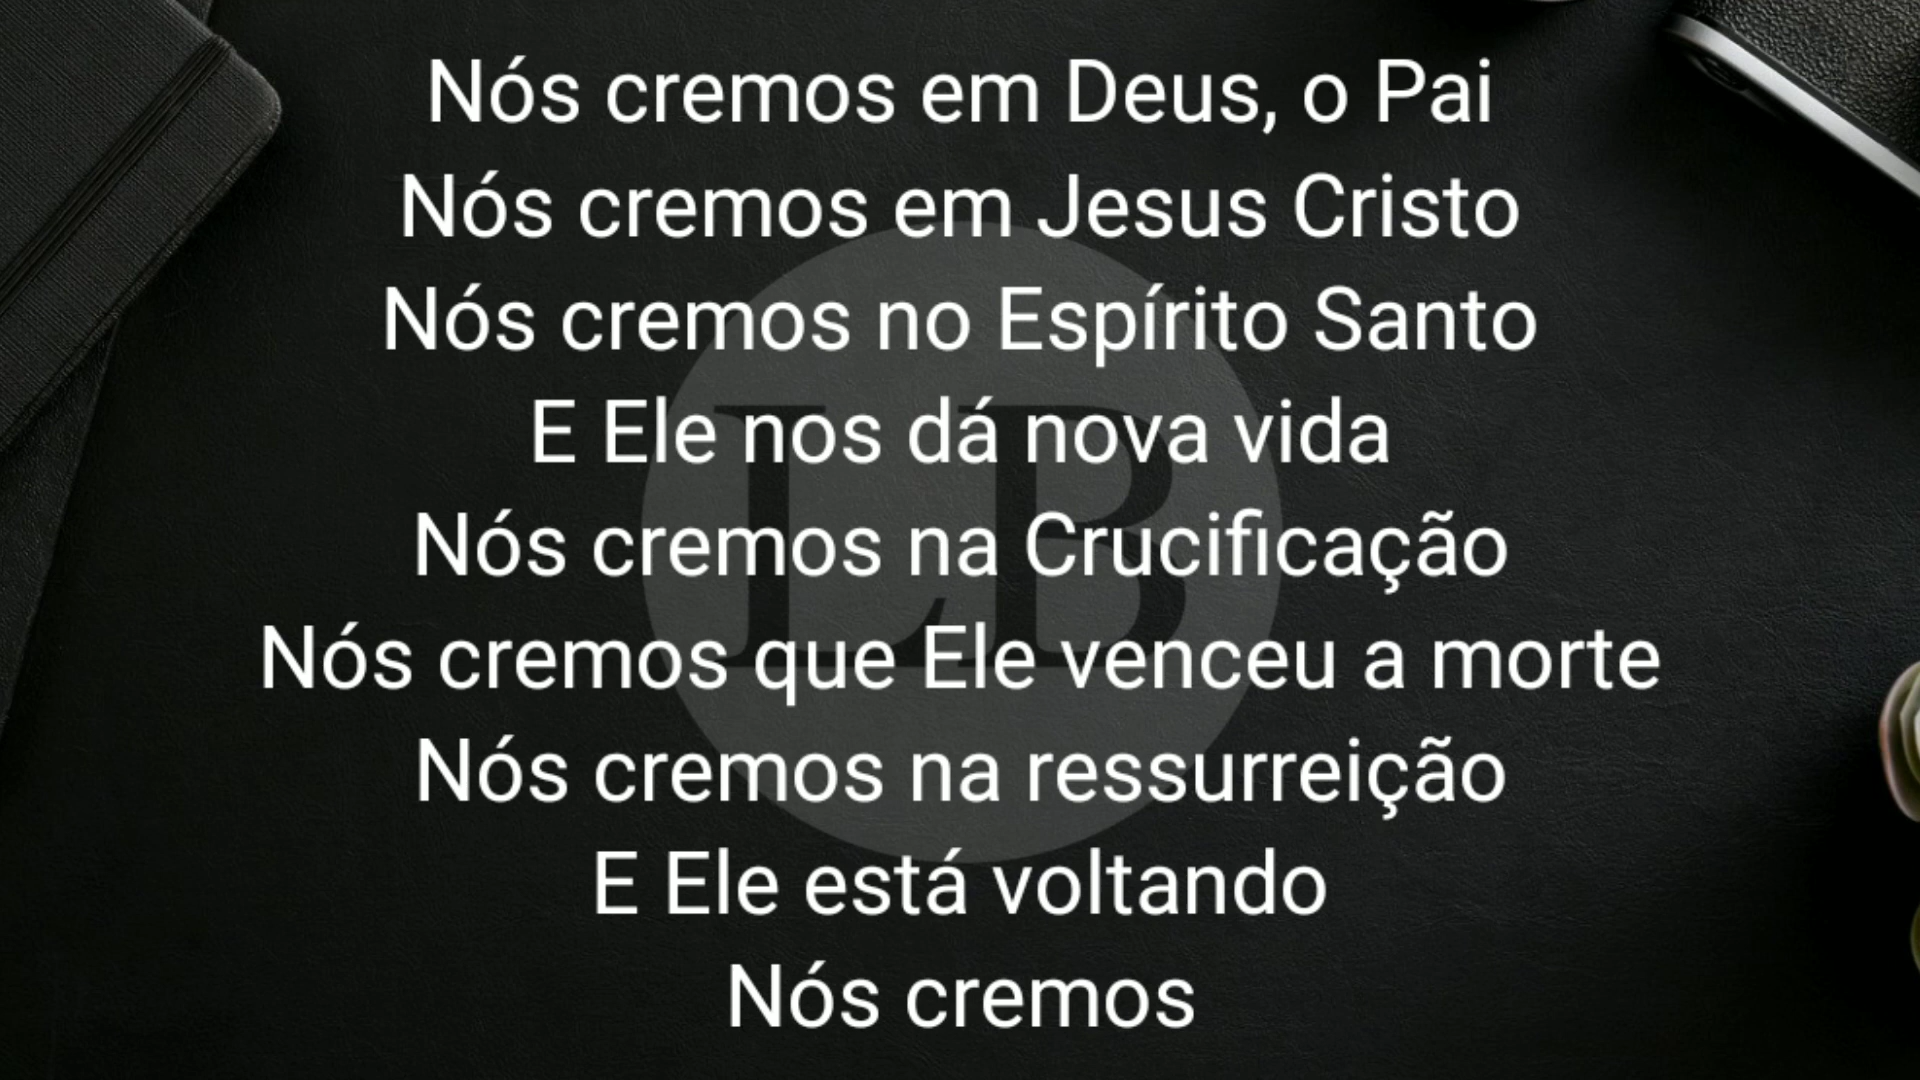 Nós cremos em Deus, o Pai
Nós cremos em Jesus Cristo
Nós cremos no Espírito Santo
E Ele nos dá nova vida
Nós cremos na Crucificação
Nós cremos que Ele venceu a morte
Nós cremos na ressurreição
E Ele está voltando
Nós cremos
LB